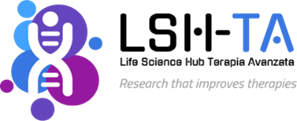 LSH-TA
Life Science Hub Terapia Avanzata
Research that improves therapies